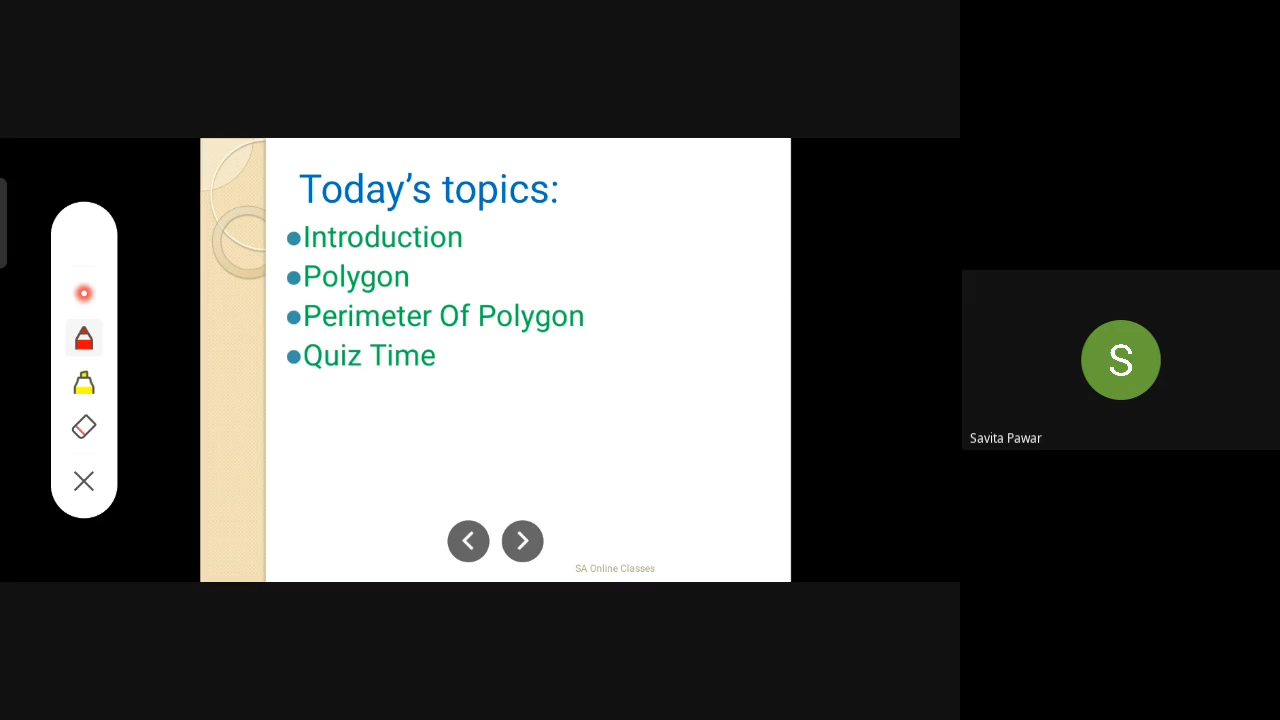 Today’s topics:
Introduction
Polygon
Perimeter Of Polygon
Quiz Time
SA Online Classes
S
Savita Pawar